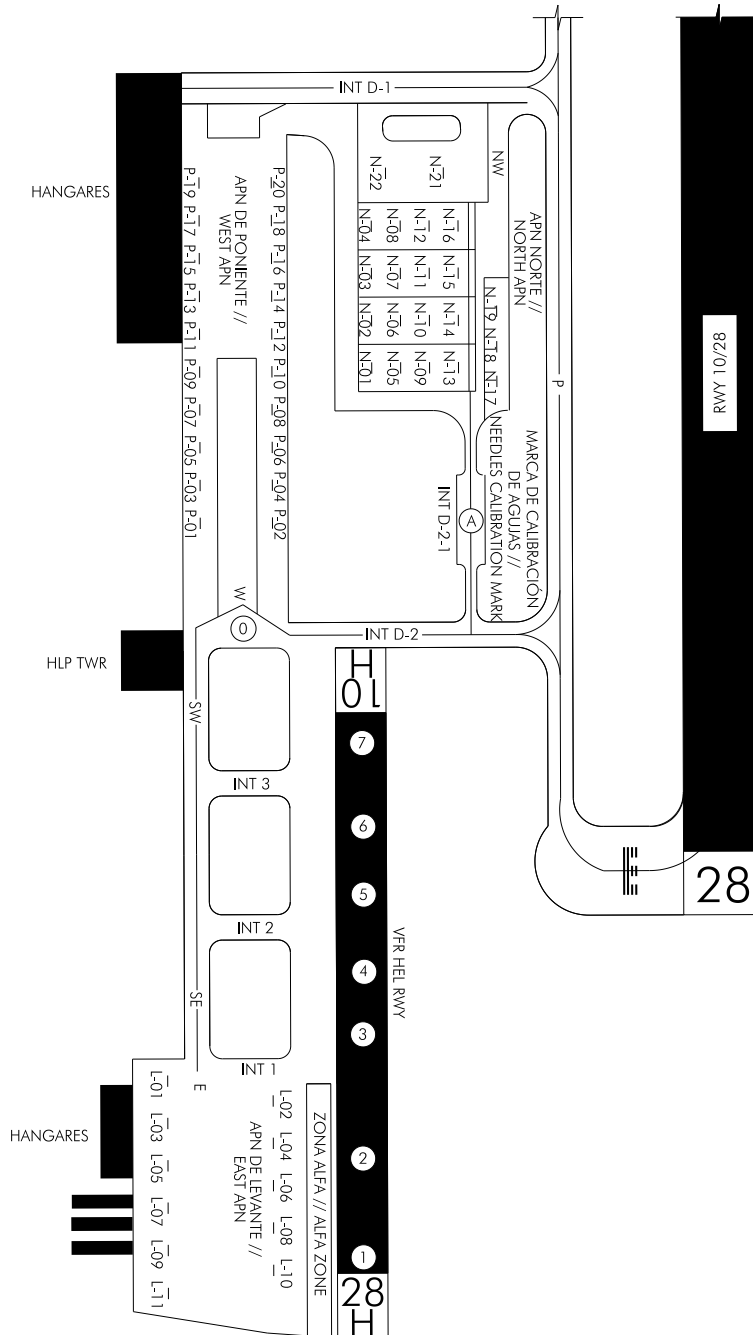 INT D-1
HANGARES
APN DE PONIENTE //
WEST APN
P-19 P-17 P-15 P-13 P-11 P-09 P-07 P-05 P-03 P-01
P-20 P-18 P-16 P-14 P-12 P-10 P-08 P-06 P-04 P-02
N-22
N-21
NW
N-04
N-08
N-12
N-16
N-03
N-07
N-11
N-15
N-02
N-06
N-10
N-14
N-01
N-05
N-09
N-13
N-19 N-18 N-17
APN NORTE //
NORTH APN
P
RWY 10/28
MARCA DE CALIBRACIÓN
DE AGUJAS //
NEEDLES CALIBRATION MARK
A
INT D-2-1
W
0
INT D-2
HLP TWR
H
10
SW
7
INT 3
6
5
28
INT 2
VFR HEL RWY
4
3
SE
INT 1
E
HANGARES
L-01 L-03 L-05 L-07 L-09 L-11
L-02 L-04 L-06 L-08 L-10
APN DE LEVANTE //
EAST APN
ZONA ALFA // ALFA ZONE
2
1
28
H